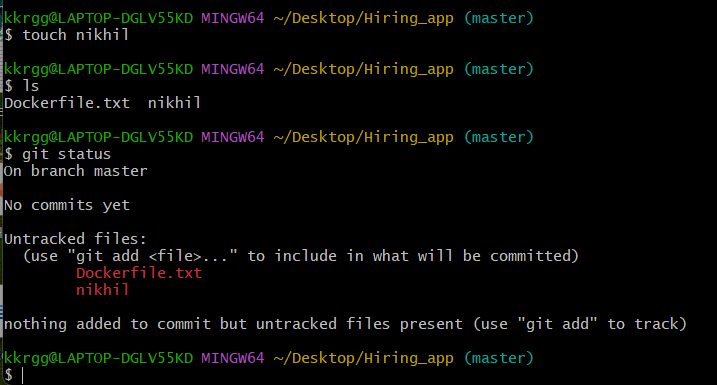 kkrgg@LAPTOP-DGLV55KD MINGW64 ~/Desktop/Hiring_app (master)
$ touch nikhil
kkrgg@LAPTOP-DGLV55KD MINGW64 ~/Desktop/Hiring_app (master)
$ ls
Dockerfile.txt  nikhil
kkrgg@LAPTOP-DGLV55KD MINGW64 ~/Desktop/Hiring_app (master)
$ git status
On branch master
No commits yet
Untracked files:
  (use "git add <file>..." to include in what will be committed)
        Dockerfile.txt
        nikhil
nothing added to commit but untracked files present (use "git add" to track)
kkrgg@LAPTOP-DGLV55KD MINGW64 ~/Desktop/Hiring_app (master)
$